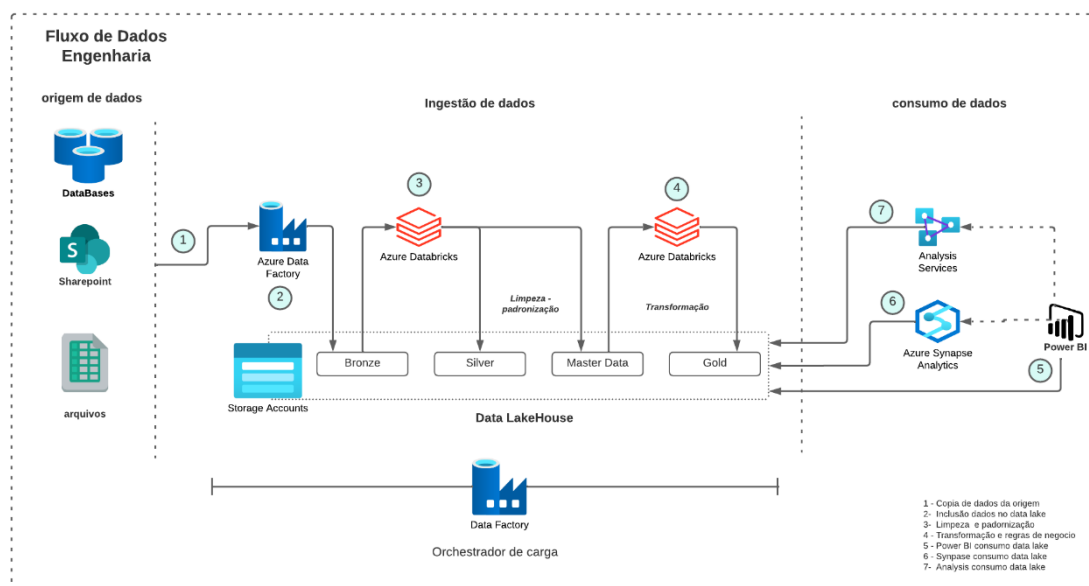 Fluxo de Dados
Engenharia
origem de dados
Ingestão de dados
consumo de dados
DataBases
S
Sharepoint
arquivos
1
Azure Data
Factory
2
3
Azure Databricks
4
Azure Databricks
Limpeza -
padronização
Transformação
Bronze
Silver
Master Data
Gold
Storage Accounts
Data LakeHouse
7
Analysis
Services
6
Azure Synapse
Analytics
Power BI
5
Data Factory
Orchestrador de carga
1 - Copia de dados da origem
2- Inclusão dados no data lake
3- Limpeza e padornização
4 - Transformação e regras de negocio
5 - Power BI consumo data lake
6 - Synpase consumo data lake
7- Analysis consumo data lake